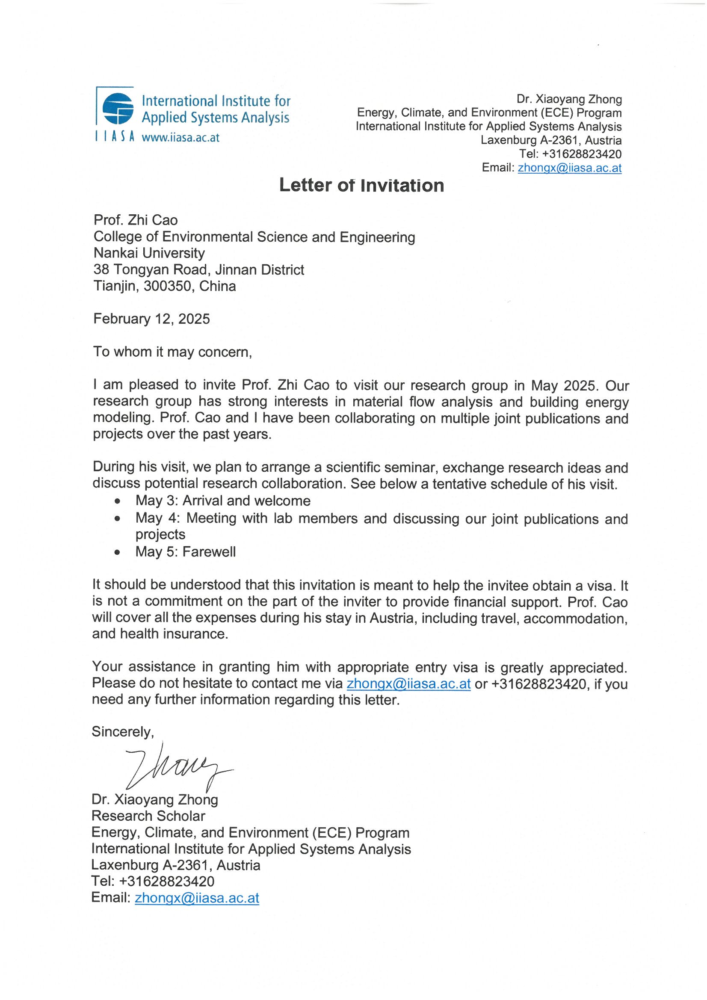 International Institute for
Applied Systems Analysis
IIASA www.iiasa.ac.at
Dr. Xiaoyang Zhong
Energy, Climate, and Environment (ECE) Program
International Institute for Applied Systems Analysis
Laxenburg A-2361, Austria
Tel: +31628823420
Email: zhongx@iiasa.ac.at
Letter of Invitation
Prof. Zhi Cao
College of Environmental Science and Engineering
Nankai University
38 Tongyan Road, Jinnan District
Tianjin, 300350, China
February 12, 2025
To whom it may concern,
I am pleased to invite Prof. Zhi Cao to visit our research group in May 2025. Our
research group has strong interests in material flow analysis and building energy
modeling. Prof. Cao and I have been collaborating on multiple joint publications and
projects over the past years.
During his visit, we plan to arrange a scientific seminar, exchange research ideas and
discuss potential research collaboration. See below a tentative schedule of his visit.
• May 3: Arrival and welcome
• May 4: Meeting with lab members and discussing our joint publications and
projects
• May 5: Farewell
It should be understood that this invitation is meant to help the invitee obtain a visa. It
is not a commitment on the part of the inviter to provide financial support. Prof. Cao
will cover all the expenses during his stay in Austria, including travel, accommodation,
and health insurance.
Your assistance in granting him with appropriate entry visa is greatly appreciated.
Please do not hesitate to contact me via zhongx@iiasa.ac.at or +31628823420, if you
need any further information regarding this letter.
Sincerely,
Zhong
Dr. Xiaoyang Zhong
Research Scholar
Energy, Climate, and Environment (ECE) Program
International Institute for Applied Systems Analysis
Laxenburg A-2361, Austria
Tel: +31628823420
Email: zhongx@iiasa.ac.at